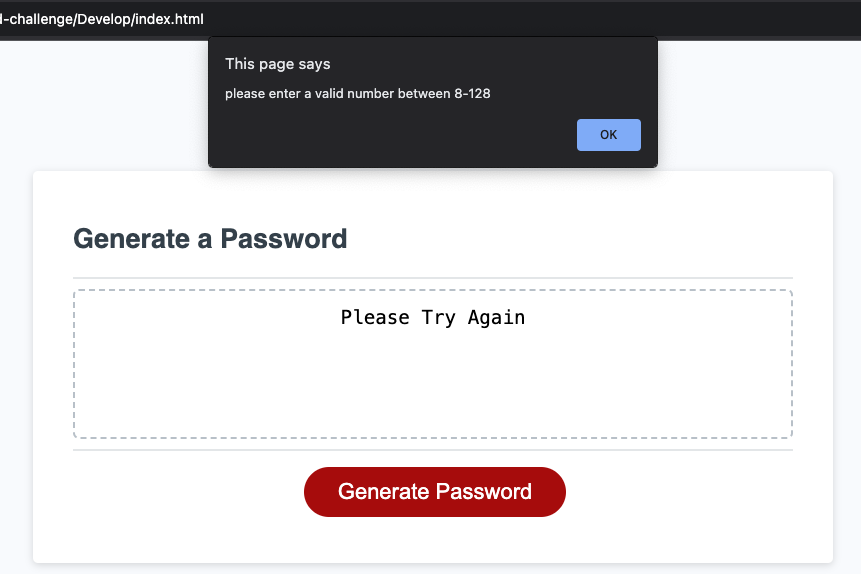 -challenge/Develop/index.html
This page says
please enter a valid number between 8-128
OK
Generate a Password
Please Try Again
Generate Password